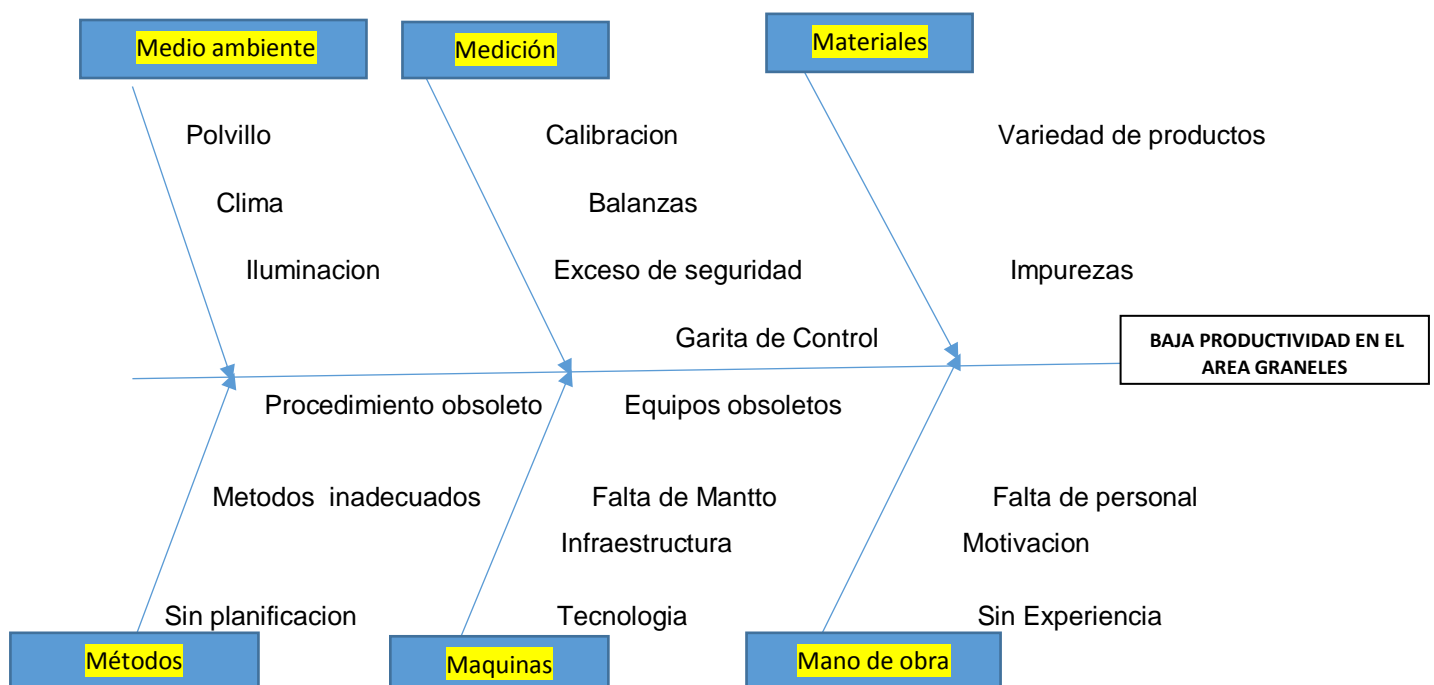 Medio ambiente
Medición
Materiales
Polvillo
Calibracion
Variedad de productos
Clima
Balanzas
Iluminacion
Exceso de seguridad
Impurezas
Garita de Control
BAJA PRODUCTIVIDAD EN EL
AREA GRANELES
Procedimiento obsoleto
Equipos obsoletos
Metodos  inadecuados
Falta de Mantto
Falta de personal
Infraestructura
Motivacion
Sin planificacion
Tecnologia
Sin Experiencia
Métodos
Maquinas
Mano de obra